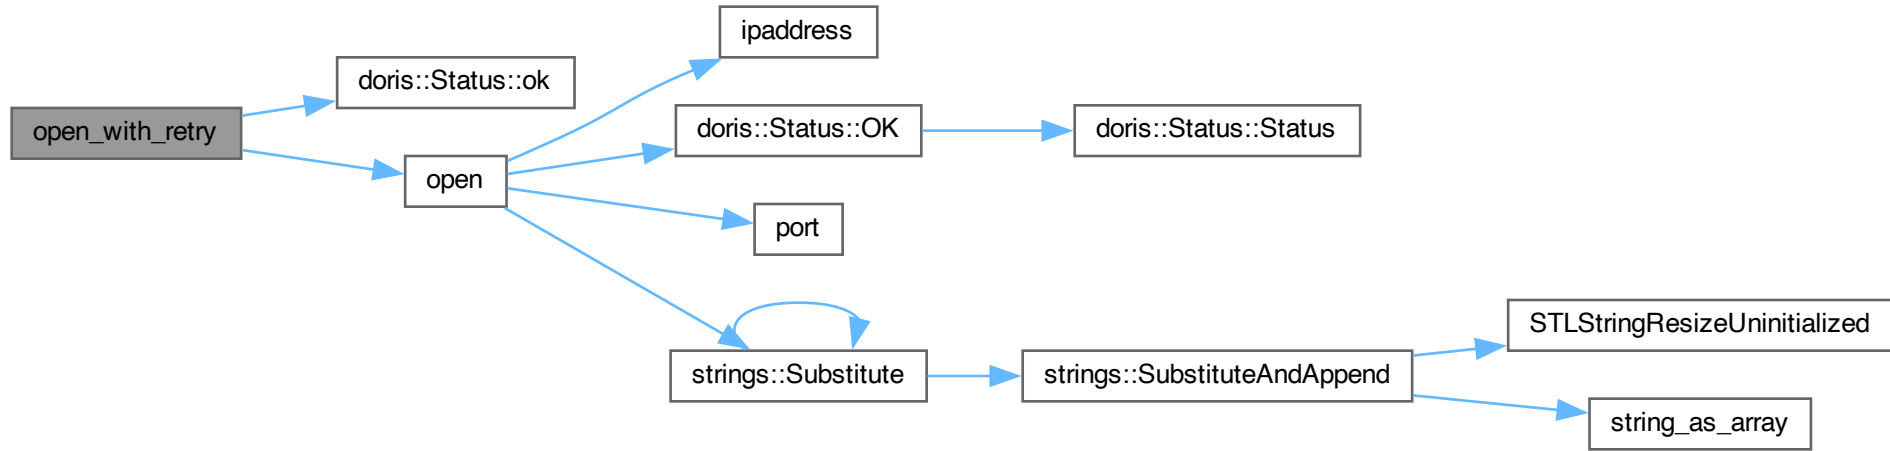 ipaddress
doris::Status::ok
open_with_retry
doris::Status::OK
doris::Status::Status
open
port
STLStringResizeUninitialized
strings::Substitute
strings::SubstituteAndAppend
string_as_array